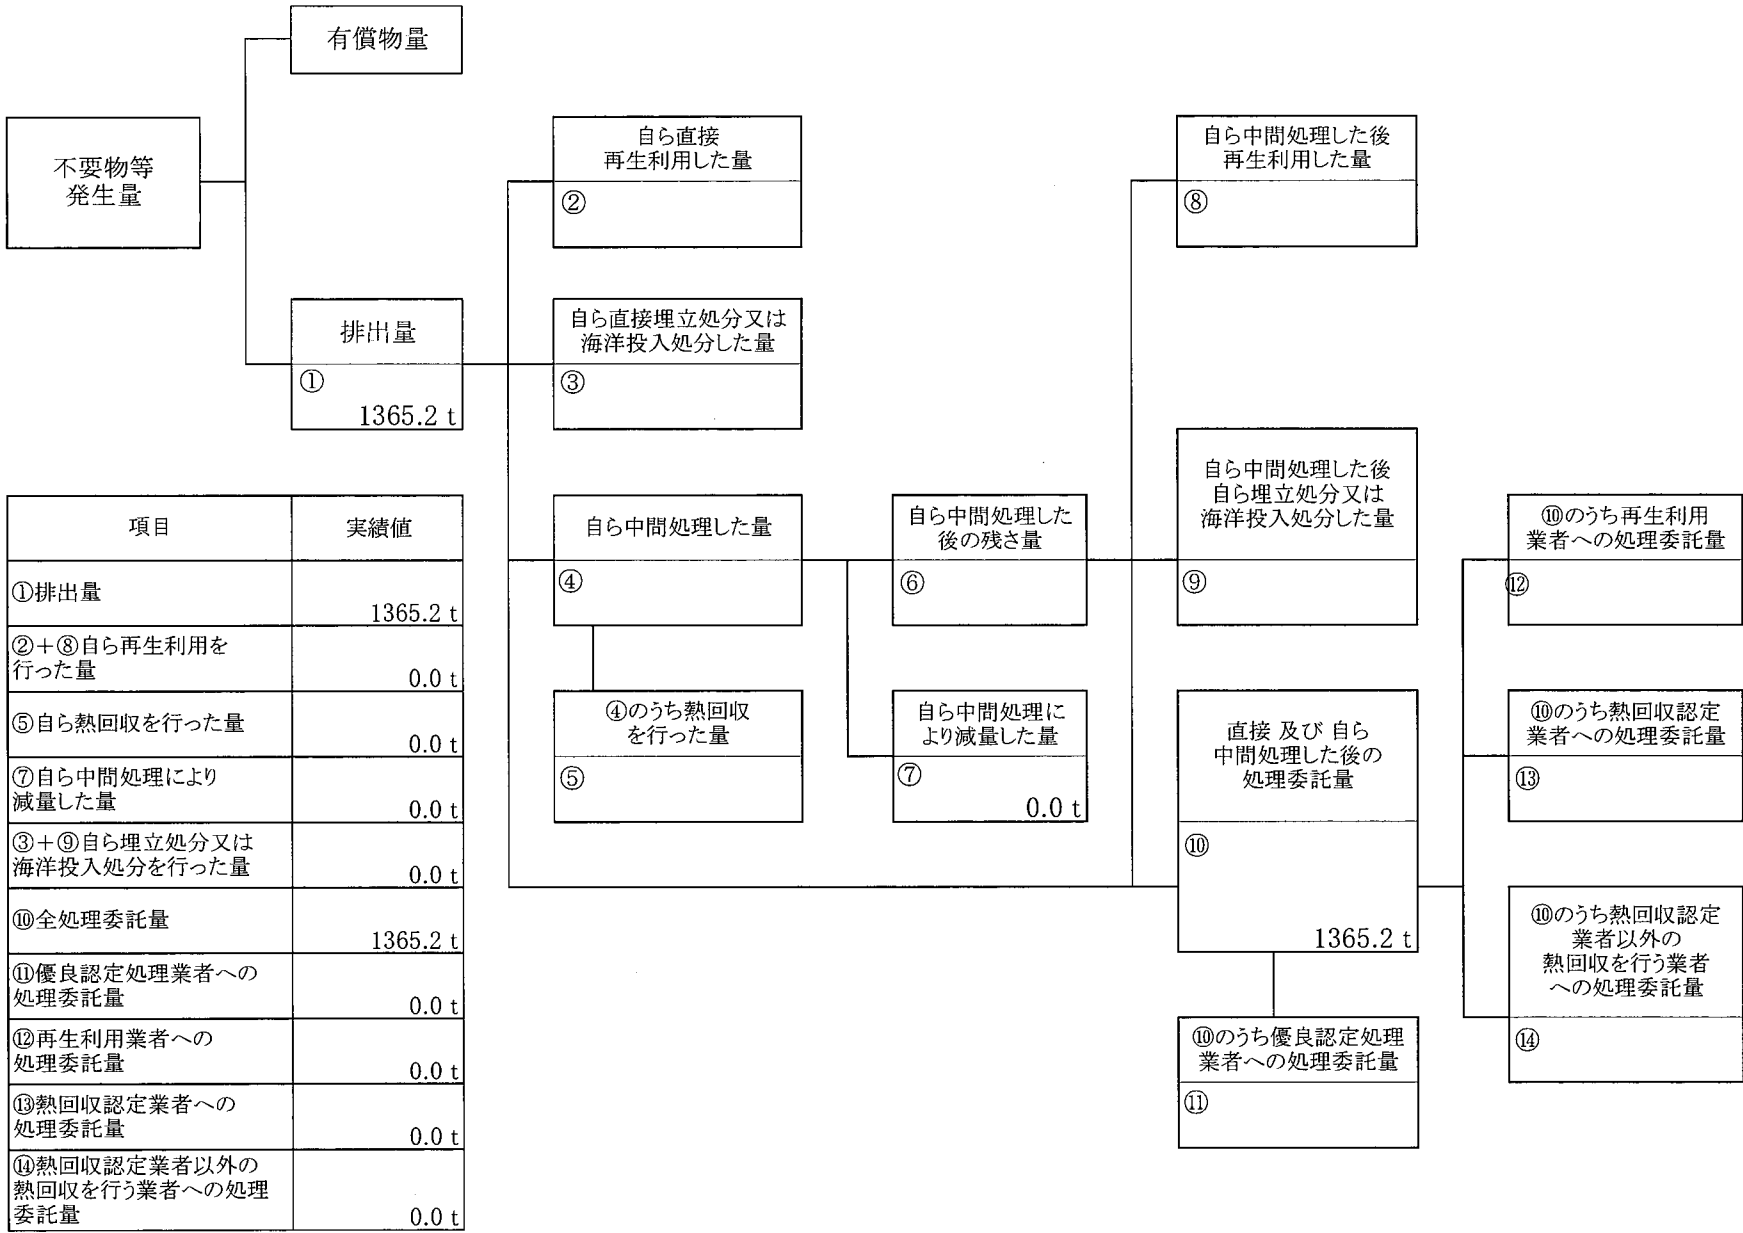 有償物量
不要物等
発生量
排出量
①
1365.2 t
自ら直接
再生利用した量
②
自ら直接埋立処分又は
海洋投入処分した量
③
自ら中間処理した量
④
④のうち熱回収
を行った量
⑤
自ら中間処理した
後の残さ量
⑥
自ら中間処理に
より減量した量
⑦
0.0 t
自ら中間処理した後
再生利用した量
⑧
自ら中間処理した後
自ら埋立処分又は
海洋投入処分した量
⑨
直接 及び 自ら
中間処理した後の
処理委託量
⑩
1365.2 t
⑩のうち優良認定処理
業者への処理委託量
⑪
⑩のうち再生利用
業者への処理委託量
⑫
⑩のうち熱回収認定
業者への処理委託量
⑬
⑩のうち熱回収認定
業者以外の
熱回収を行う業者
への処理委託量
⑭
項目 実績値
①排出量
1365.2 t
②+⑧自ら再生利用を
行った量
0.0 t
⑤自ら熱回収を行った量
0.0 t
⑦自ら中間処理により
減量した量
0.0 t
③+⑨自ら埋立処分又は
海洋投入処分を行った量
0.0 t
⑩全処理委託量
1365.2 t
⑪優良認定処理業者への
処理委託量
0.0 t
⑫再生利用業者への
処理委託量
0.0 t
⑬熱回収認定業者への
処理委託量
0.0 t
⑭熱回収認定業者以外の
熱回収を行う業者への処理
委託量
0.0 t